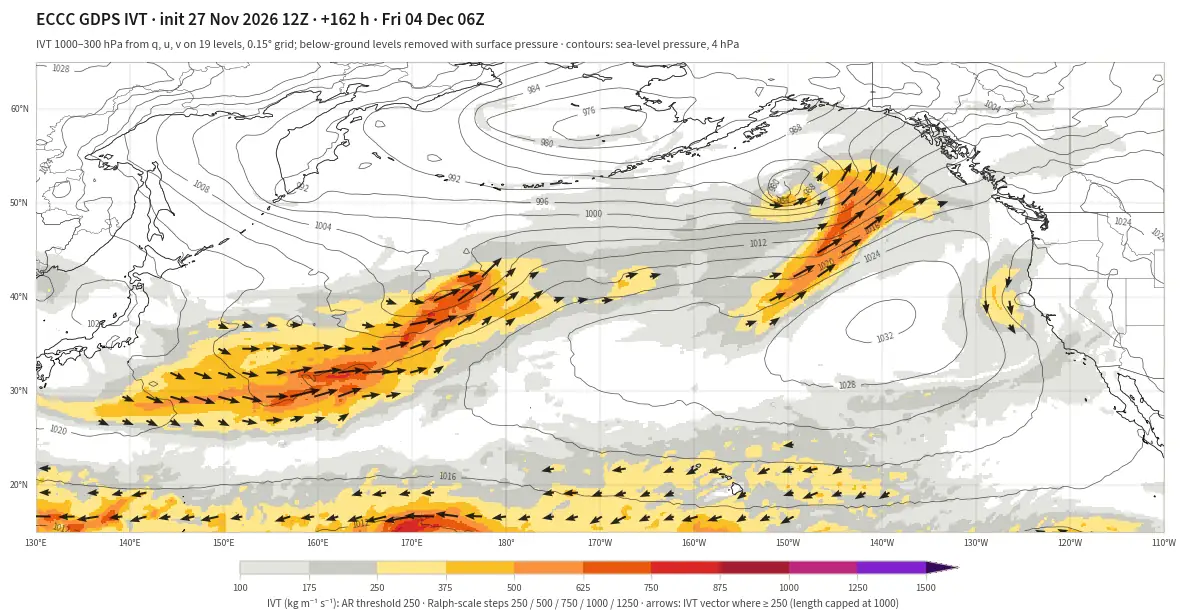 ECCC GDPS IVT · init 27 Nov 2026 12Z · +162 h · Fri 04 Dec 06Z
IVT 1000–300 hPa from q, u, v on 19 levels, 0.15° grid; below-ground levels removed with surface pressure · contours: sea-level pressure, 4 hPa
1028
984
976
980
988
1004
60°N
1024
992
992
1008
996
988
50°N
1000
1004
1016
1024
1012
1020
1024
40°N
1032
30°N
1028
1020
1016
20°N
1012
130°E 140°E 150°E 160°E 170°E 180° 170°W 160°W 150°W 140°W 130°W 120°W 110°W
100 175 250 375 500 625 750 875 1000 1250 1500
IVT (kg m⁻¹ s⁻¹): AR threshold 250 · Ralph-scale steps 250 / 500 / 750 / 1000 / 1250 · arrows: IVT vector where ≥ 250 (length capped at 1000)